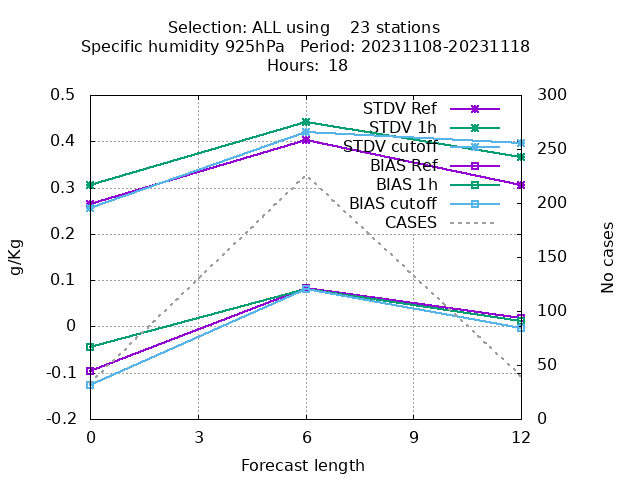 Selection: ALL using    23 stations
Specific humidity 925hPa   Period: 20231108-20231118
Hours: 18
STDV Ref
STDV 1h
STDV cutoff
BIAS Ref
BIAS 1h
BIAS cutoff
CASES
0.5
0.4
0.3
0.2
0.1
0
-0.1
-0.2
g/Kg
300
250
200
150
100
50
0
No cases
0 3 6 9 12
Forecast length